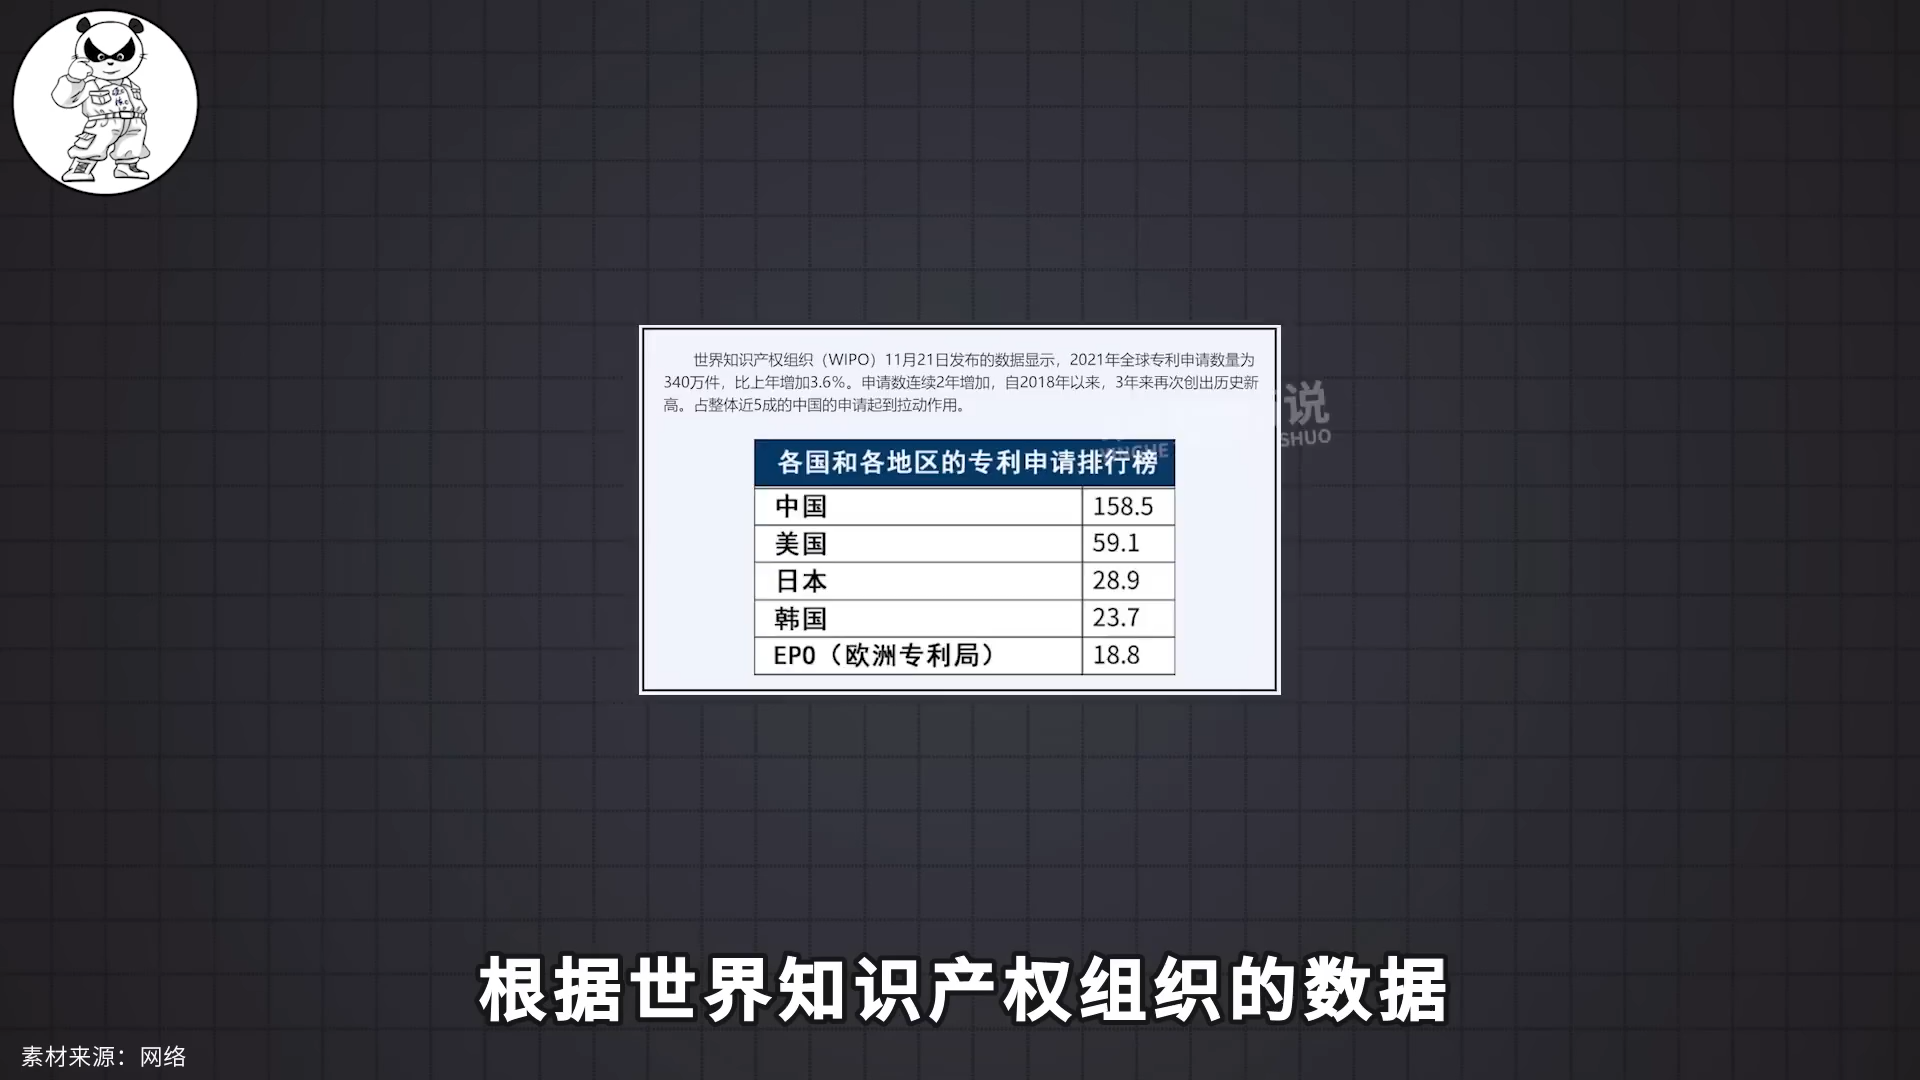 世界知识产权组织（WIPO）11月21日发布的数据显示，2021年全球专利申请数量为
340万件，比上年增加3.6%。申请数连续2年增加，自2018年以来，3年来再次创出历史新
高。占整体近5成的中国的申请起到拉动作用。
说
SHUO
各国和各地区的专利申请排行榜
中国 158.5
美国 59.1
日本 28.9
韩国 23.7
EPO（欧洲专利局） 18.8
根据世界知识产权组织的数据
素材来源：网络